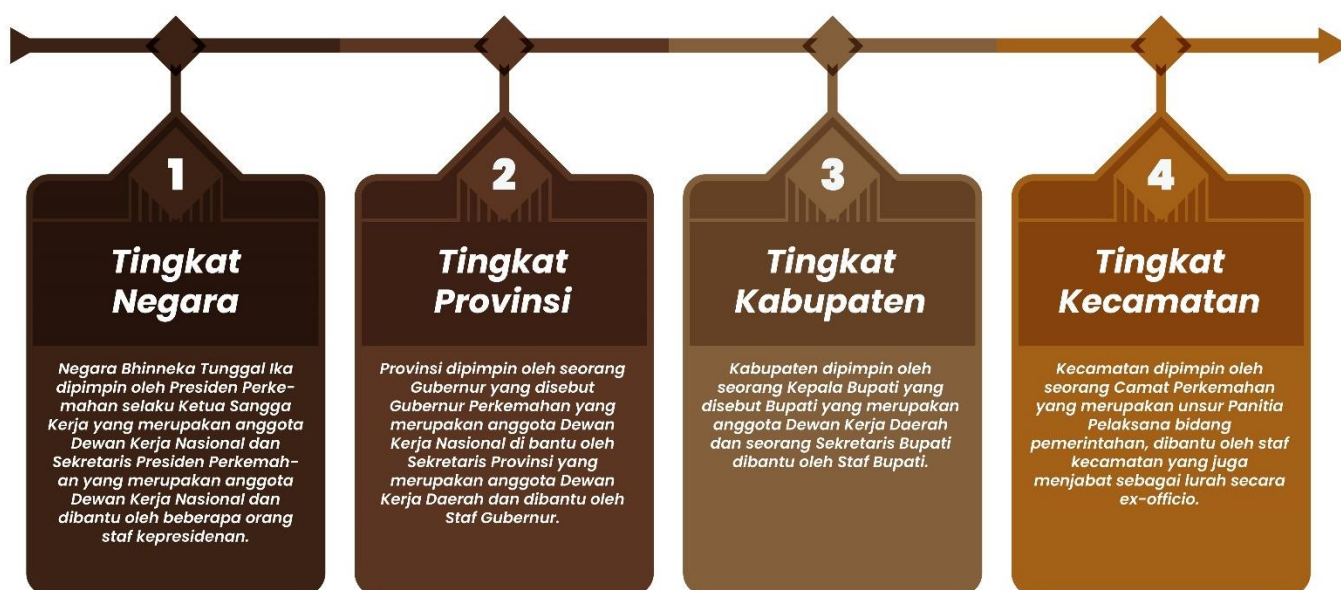 1
Tingkat
Negara
Negara Bhinneka Tunggal Ika
dipimpin oleh Presiden Perke-
mahan selaku Ketua Sangga
Kerja yang merupakan anggota
Dewan Kerja Nasional dan
Sekretaris Presiden Perkemah-
an yang merupakan anggota
Dewan Kerja Nasional dan
dibantu oleh beberapa orang
staf kepresidenan.
2
Tingkat
Provinsi
Provinsi dipimpin oleh seorang
Gubernur yang disebut
Gubernur Perkemahan yang
merupakan anggota Dewan
Kerja Nasional di bantu oleh
Sekretaris Provinsi yang
merupakan anggota Dewan
Kerja Daerah dan dibantu oleh
Staf Gubernur.
3
Tingkat
Kabupaten
Kabupaten dipimpin oleh
seorang Kepala Bupati yang
disebut Bupati yang merupakan
anggota Dewan Kerja Daerah
dan seorang Sekretaris Bupati
dibantu oleh Staf Bupati.
4
Tingkat
Kecamatan
Kecamatan dipimpin oleh
seorang Camat Perkemahan
yang merupakan unsur Panitia
Pelaksana bidang
pemerintahan, dibantu oleh staf
kecamatan yang juga
menjabat sebagai lurah secara
ex-officio.